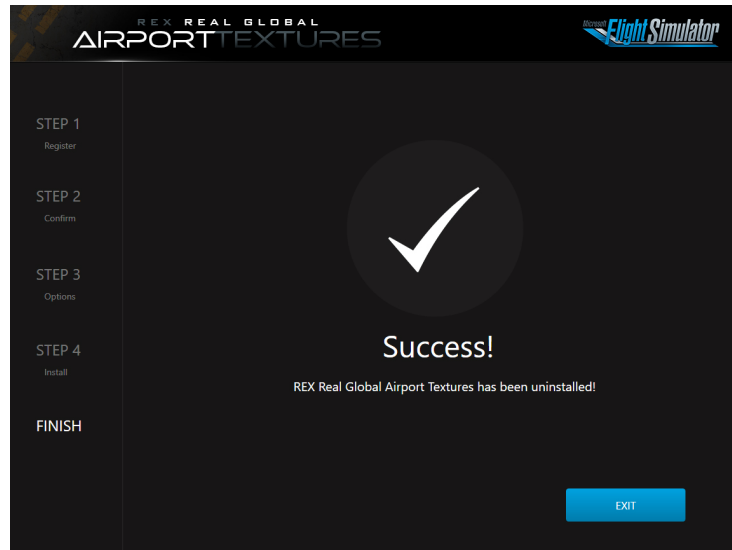 REX REAL GLOBAL
AIRPORTTEXTURES
Microsoft Flight Simulator
STEP 1
Register
STEP 2
Confirm
STEP 3
Options
STEP 4
Install
FINISH
Success!
REX Real Global Airport Textures has been uninstalled!
EXIT